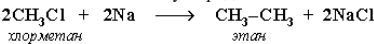 2CH₃Cl + 2Na ⟶ CH₃–CH₃ + 2NaCl
хлорметан этан